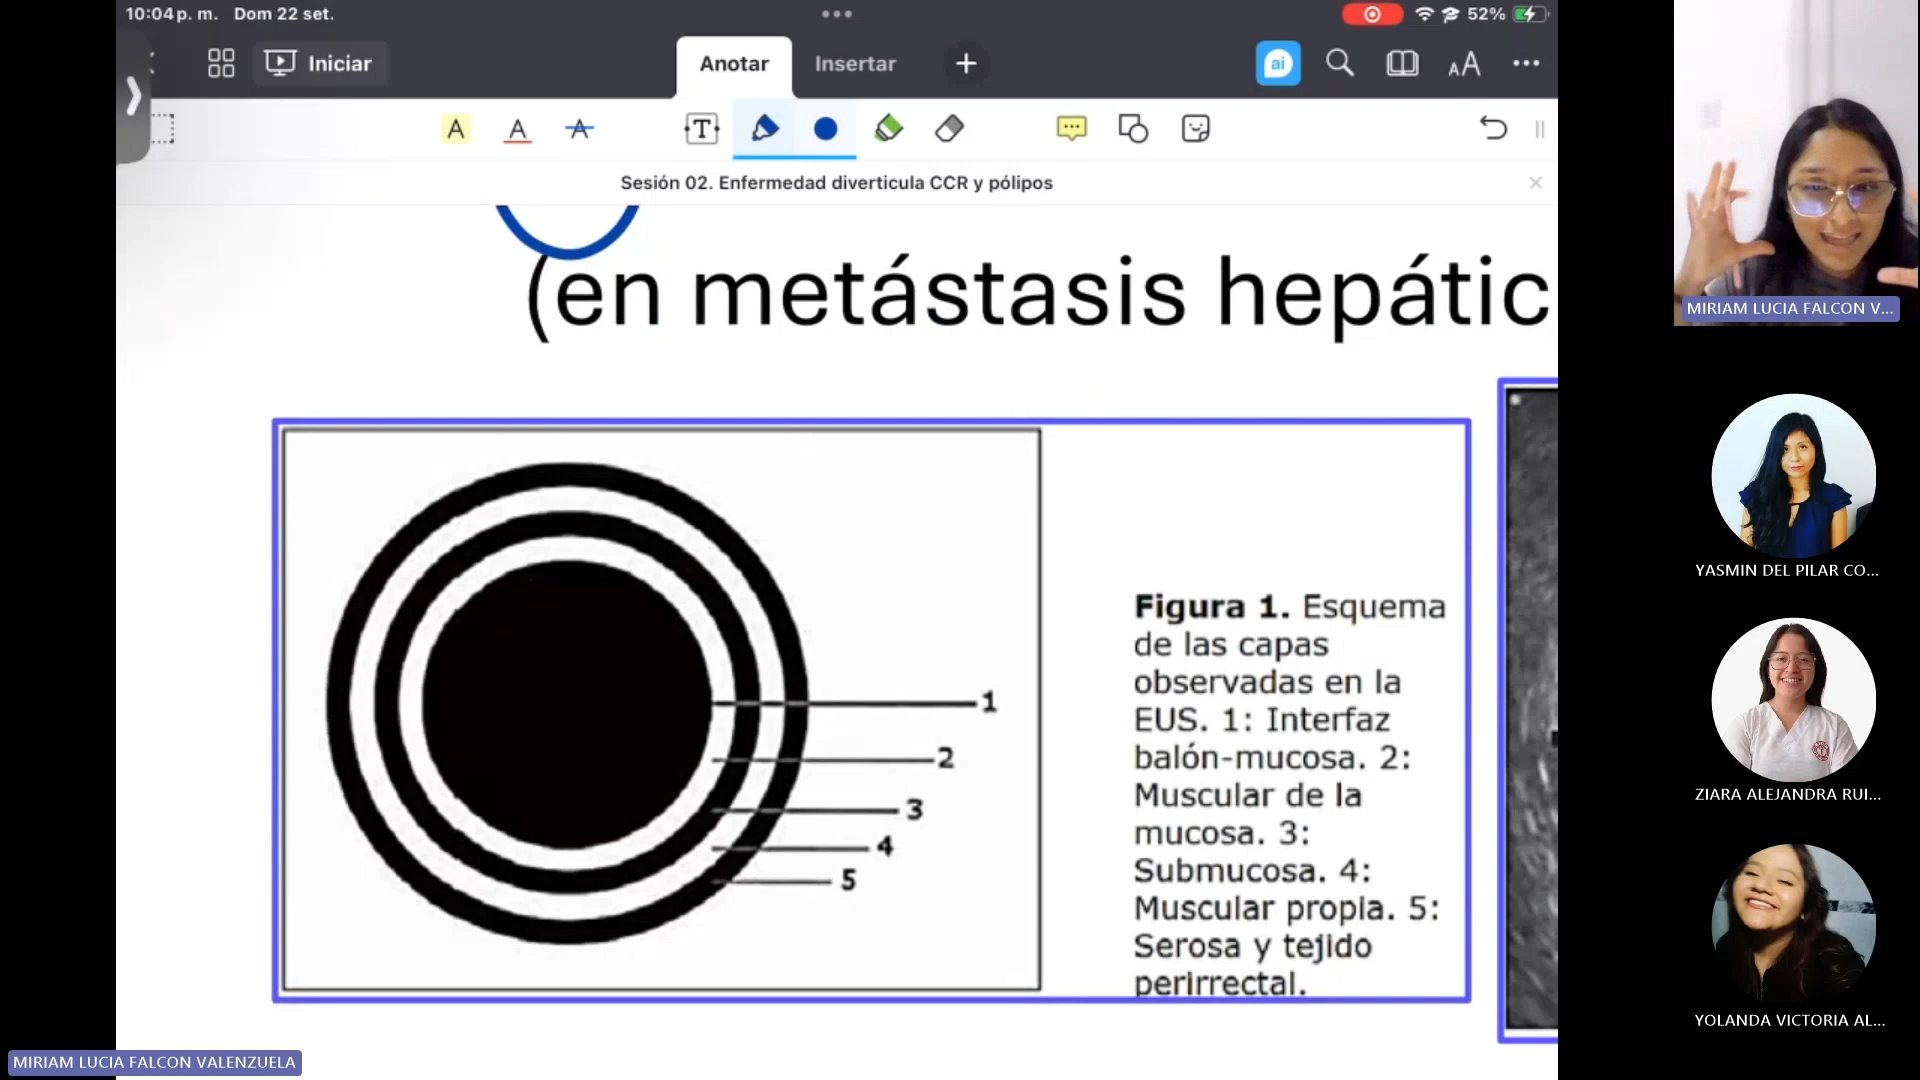 10:04 p. m. Dom 22 set.
52%
Iniciar
Anotar
Insertar
ai
AA
A
A
A
T
Sesión 02. Enfermedad diverticula CCR y pólipos
(en metástasis hepátic
1
2
3
4
5
Figura 1. Esquema
de las capas
observadas en la
EUS. 1: Interfaz
balón-mucosa. 2:
Muscular de la
mucosa. 3:
Submucosa. 4:
Muscular propia. 5:
Serosa y tejido
perirrectal.
MIRIAM LUCIA FALCON V...
YASMIN DEL PILAR CO...
ZIARA ALEJANDRA RUI...
YOLANDA VICTORIA AL...
MIRIAM LUCIA FALCON VALENZUELA